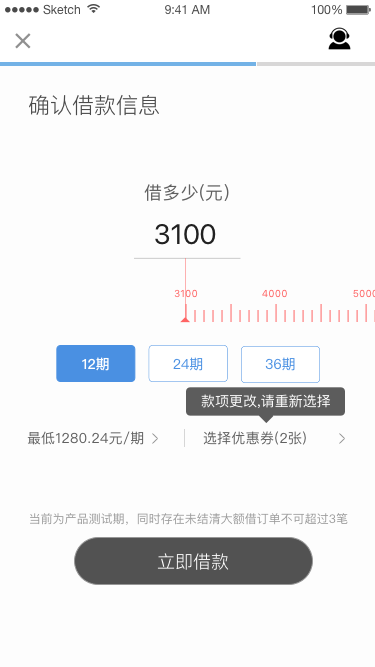 Sketch 9:41 AM 100%
确认借款信息
借多少(元)
3100
3100 4000 5000
12期 24期 36期
款项更改,请重新选择
最低1280.24元/期 选择优惠券(2张)
当前为产品测试期，同时存在未结清大额借订单不可超过3笔
立即借款